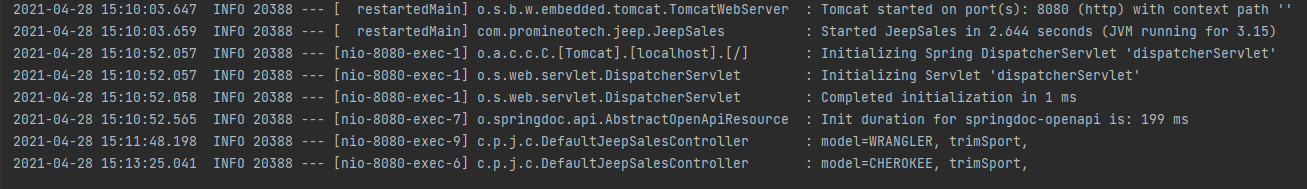 2021-04-28 15:10:03.647  INFO 20388 --- [  restartedMain] o.s.b.w.embedded.tomcat.TomcatWebServer  : Tomcat started on port(s): 8080 (http) with context path ''
2021-04-28 15:10:03.659  INFO 20388 --- [  restartedMain] com.promineotech.jeep.JeepSales          : Started JeepSales in 2.644 seconds (JVM running for 3.15)
2021-04-28 15:10:52.057  INFO 20388 --- [nio-8080-exec-1] o.a.c.c.C.[Tomcat].[localhost].[/]       : Initializing Spring DispatcherServlet 'dispatcherServlet'
2021-04-28 15:10:52.057  INFO 20388 --- [nio-8080-exec-1] o.s.web.servlet.DispatcherServlet        : Initializing Servlet 'dispatcherServlet'
2021-04-28 15:10:52.058  INFO 20388 --- [nio-8080-exec-1] o.s.web.servlet.DispatcherServlet        : Completed initialization in 1 ms
2021-04-28 15:10:52.565  INFO 20388 --- [nio-8080-exec-7] o.springdoc.api.AbstractOpenApiResource  : Init duration for springdoc-openapi is: 199 ms
2021-04-28 15:11:48.198  INFO 20388 --- [nio-8080-exec-9] c.p.j.c.DefaultJeepSalesController       : model=WRANGLER, trimSport,
2021-04-28 15:13:25.041  INFO 20388 --- [nio-8080-exec-6] c.p.j.c.DefaultJeepSalesController       : model=CHEROKEE, trimSport,